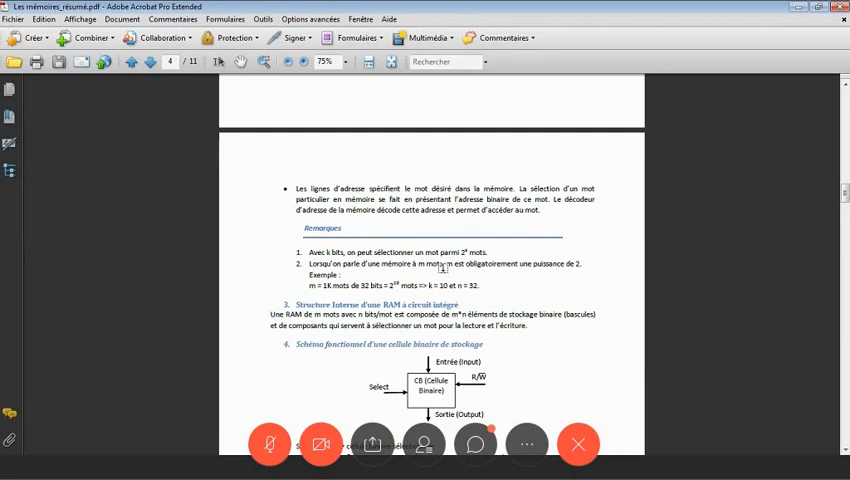 Les mémoires_résumé.pdf - Adobe Acrobat Pro Extended
Fichier Edition Affichage Document Commentaires Formulaires Outils Options avancées Fenêtre Aide
Créer Combiner Collaboration Protection Signer Formulaires Multimédia Commentaires
4 / 11 75% Rechercher
• Les lignes d'adresse spécifient le mot désiré dans la mémoire. La sélection d'un mot
particulier en mémoire se fait en présentant l'adresse binaire de ce mot. Le décodeur
d'adresse de la mémoire décode cette adresse et permet d'accéder au mot.
Remarques
1. Avec k bits, on peut sélectionner un mot parmi 2ᵏ mots.
2. Lorsqu'on parle d'une mémoire à m mots, m est obligatoirement une puissance de 2.
Exemple :
m = 1K mots de 32 bits = 2¹⁰ mots => k = 10 et n = 32.
3. Structure Interne d'une RAM à circuit intégré
Une RAM de m mots avec n bits/mot est composée de m*n éléments de stockage binaire (bascules)
et de composants qui servent à sélectionner un mot pour la lecture et l'écriture.
4. Schéma fonctionnel d'une cellule binaire de stockage
Entrée (Input)
CB (Cellule
Binaire)
R/W̅
Select
Sortie (Output)